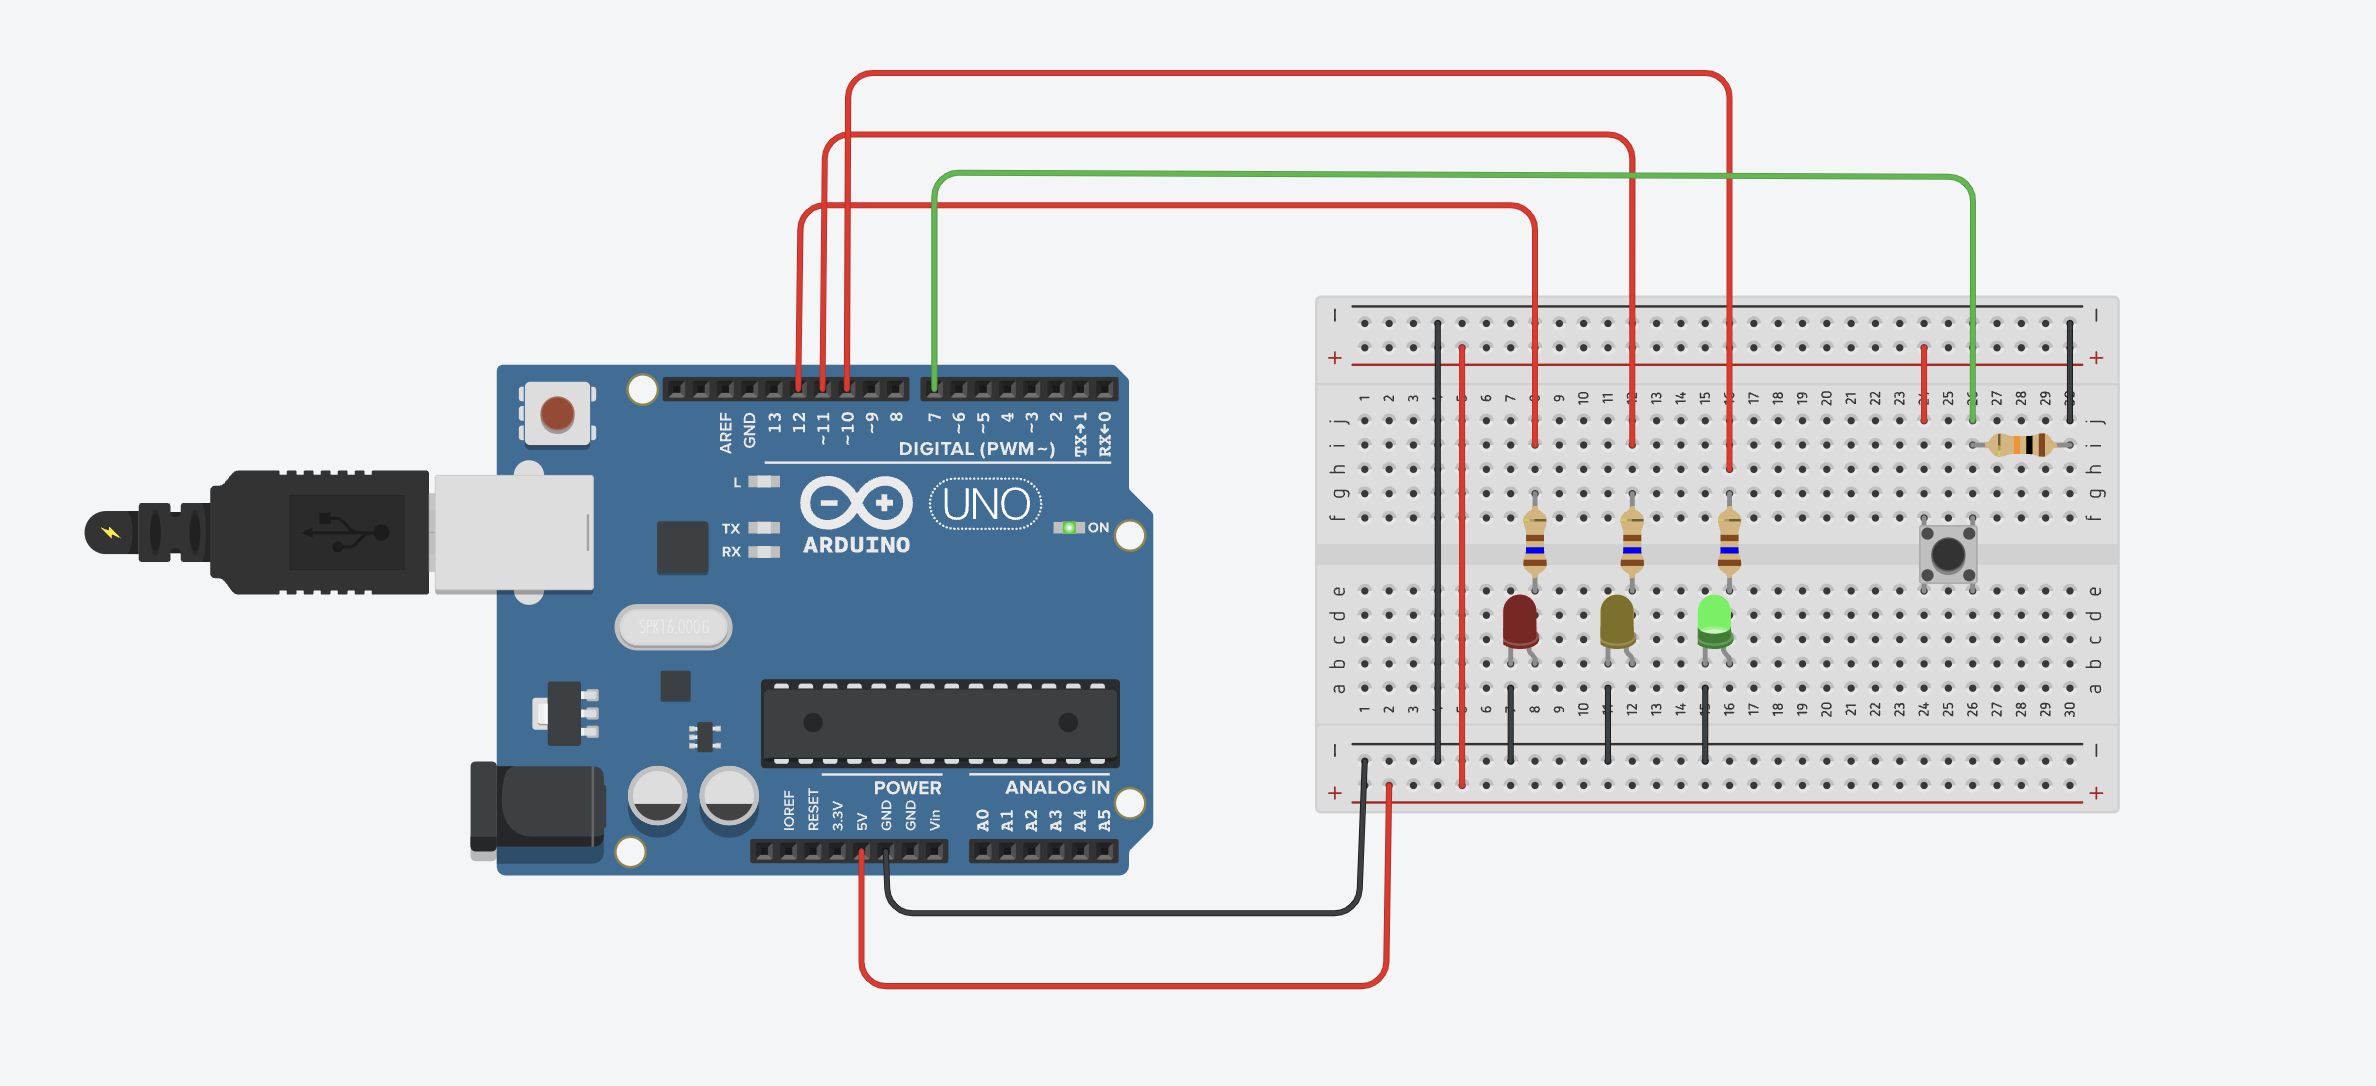 − −
+ +
1 2 3 4 5 6 7 8 9 10 11 12 13 14 15 16 17 18 19 20 21 22 23 24 25 26 27 28 29 30
j j
i i
h h
g g
f f
AREF GND 13 12 ~11 ~10 ~9 8 7 ~6 ~5 4 ~3 2 TX→1 RX←0
DIGITAL (PWM~)
L
UNO
TX ON
RX ARDUINO
SPK16.000G
e e
d d
c c
b b
a a
1 2 3 4 5 6 7 8 9 10 11 12 13 14 15 16 17 18 19 20 21 22 23 24 25 26 27 28 29 30
− −
+ +
POWER ANALOG IN
IOREF RESET 3.3V 5V GND GND Vin A0 A1 A2 A3 A4 A5